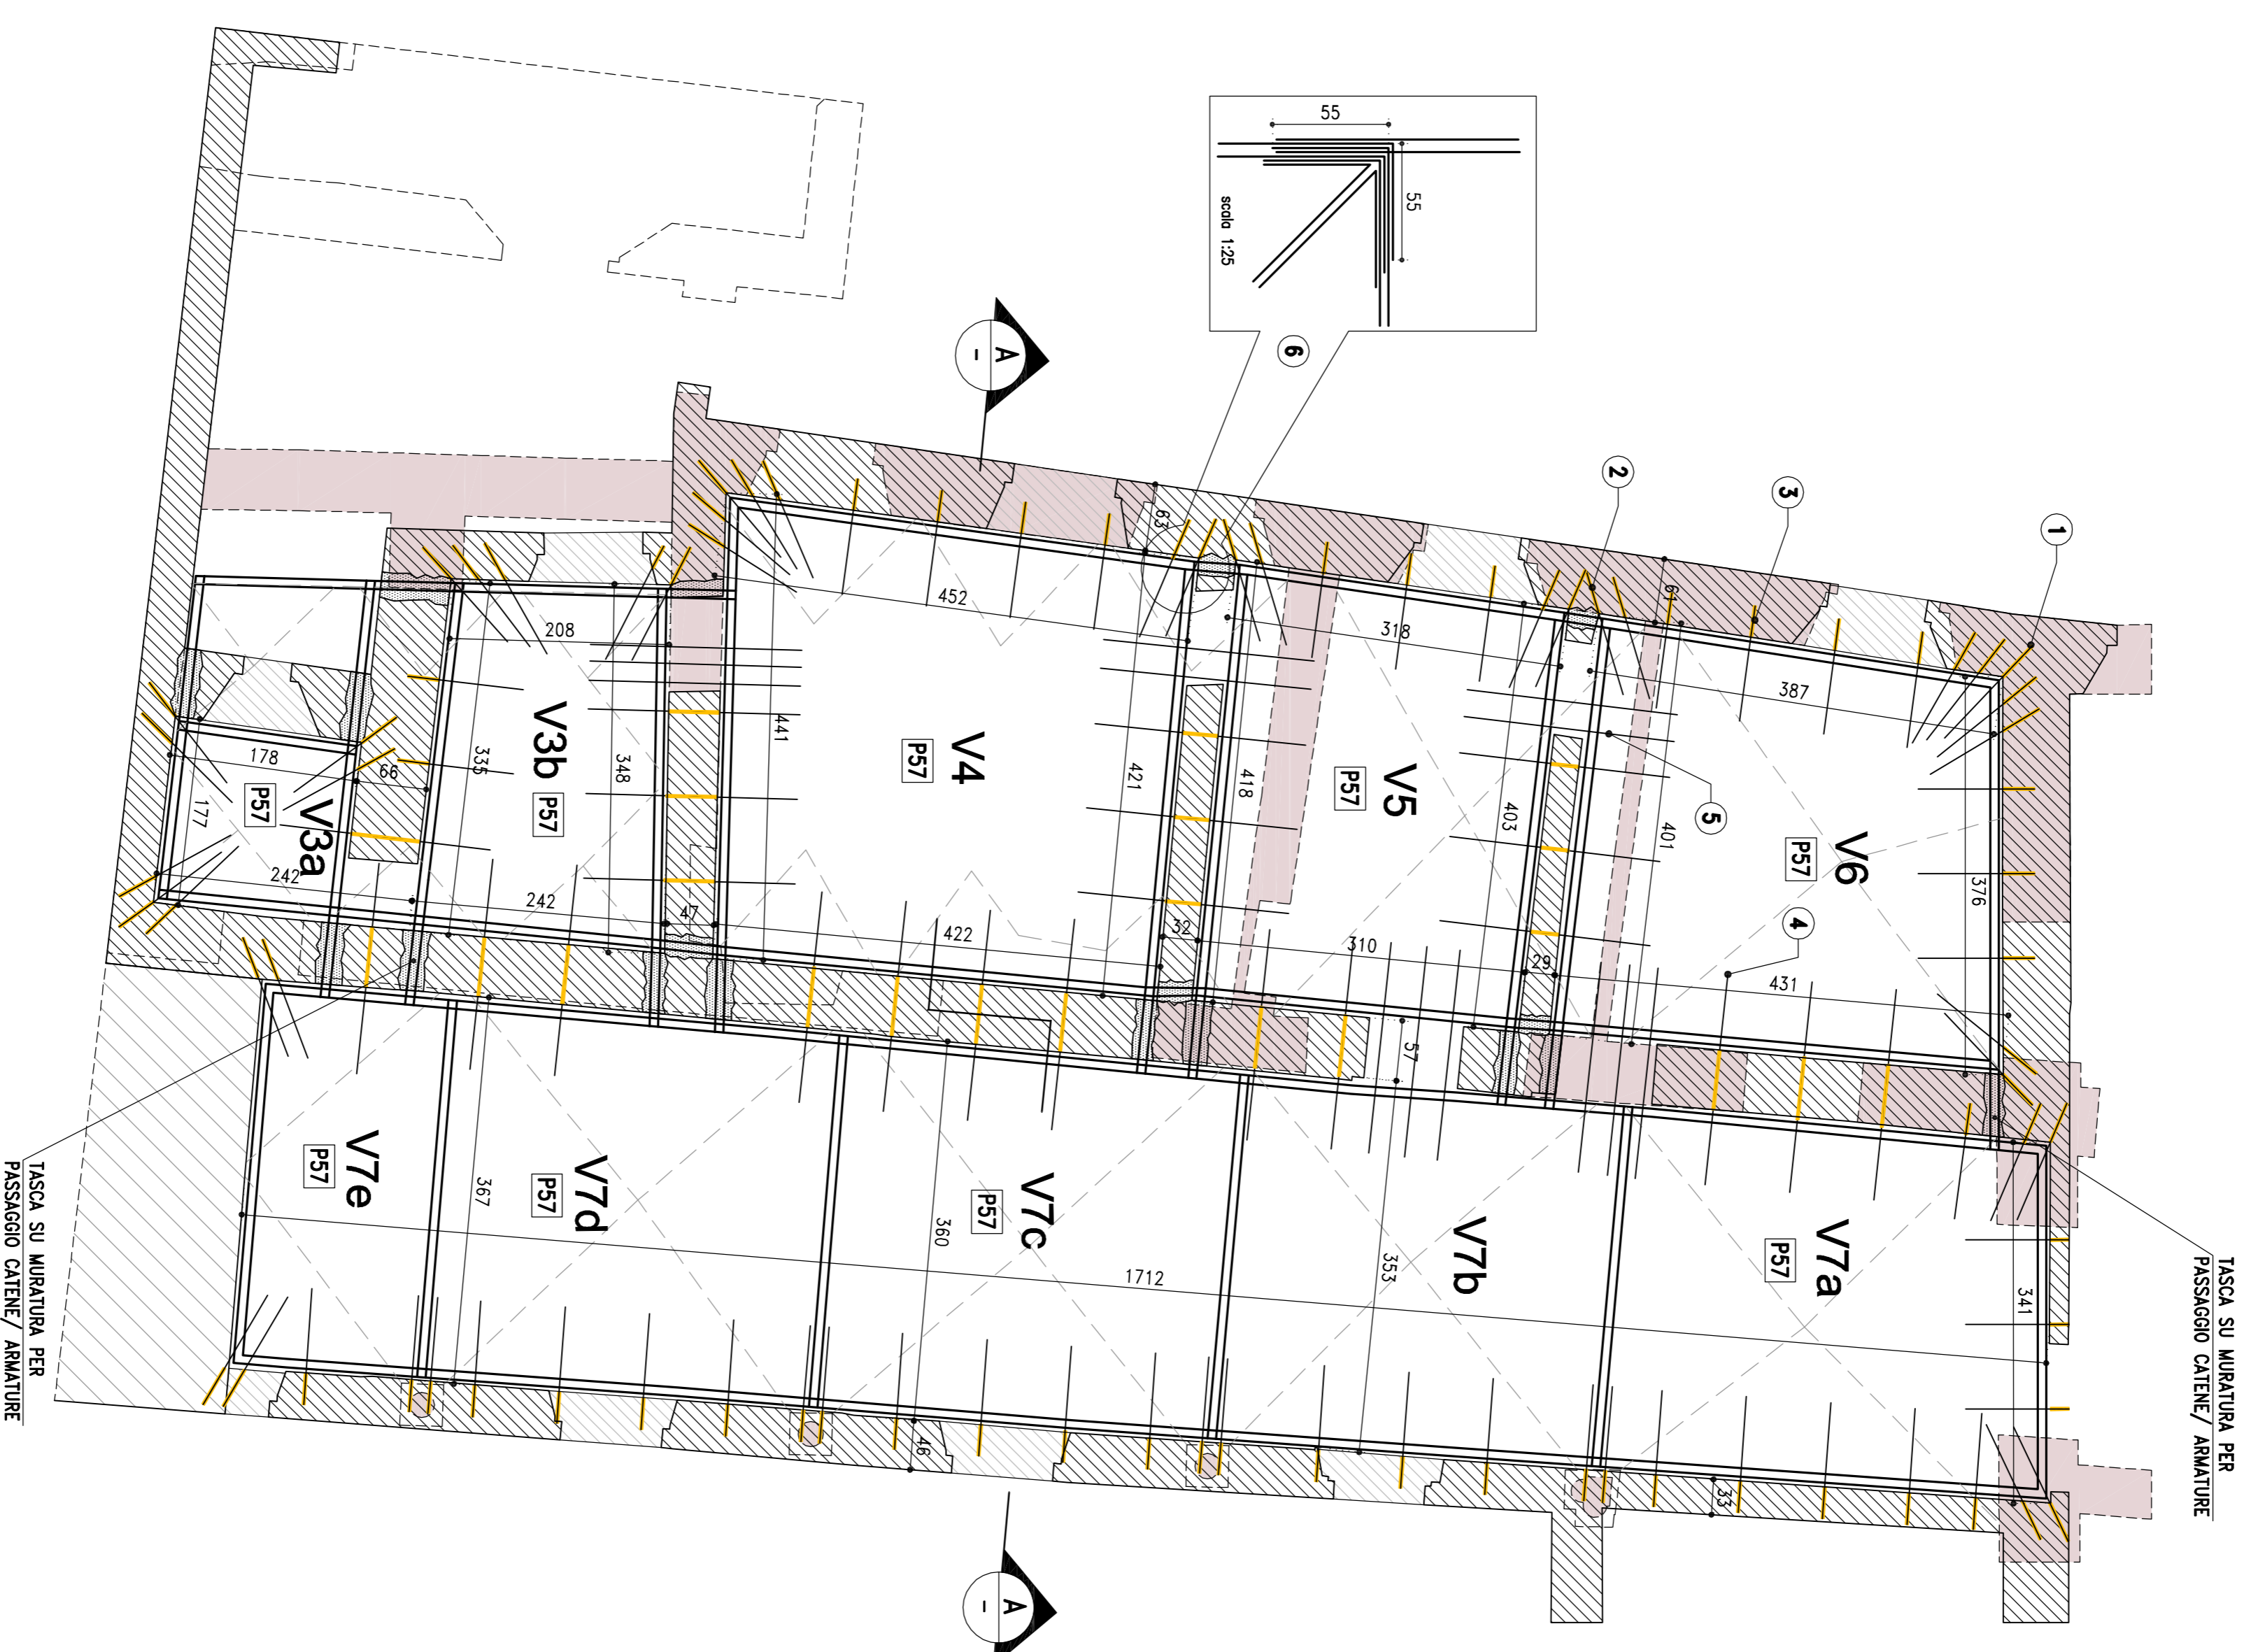 TASCA SU MURATURA PER
PASSAGGIO CATENE/ ARMATURE
1
3
2
5
4
6
55
55
scala 1:25
A
-
61
63
387
318
452
208
V6
P57
V5
P57
V4
P57
V3b
P57
V3a
P57
376
401
403
418
421
441
348
335
66
178
177
431
29
310
32
422
47
242
242
57
V7a
P57
V7b
V7c
P57
V7d
P57
V7e
P57
341
353
360
367
1712
33
46
A
-
TASCA SU MURATURA PER
PASSAGGIO CATENE/ ARMATURE